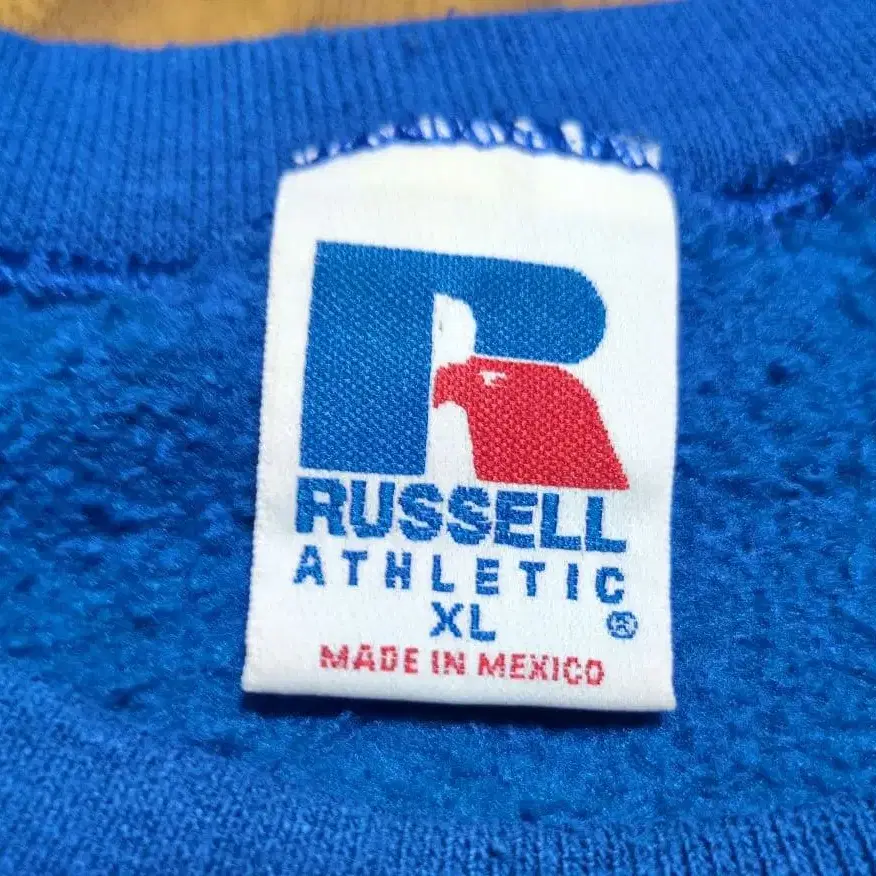 RUSSELL
ATHLETIC
XL ®
MADE IN MEXICO